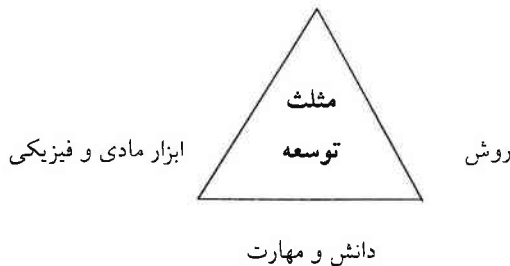 مثلث
توسعه
روش
ابزار مادی و فیزیکی
دانش و مهارت